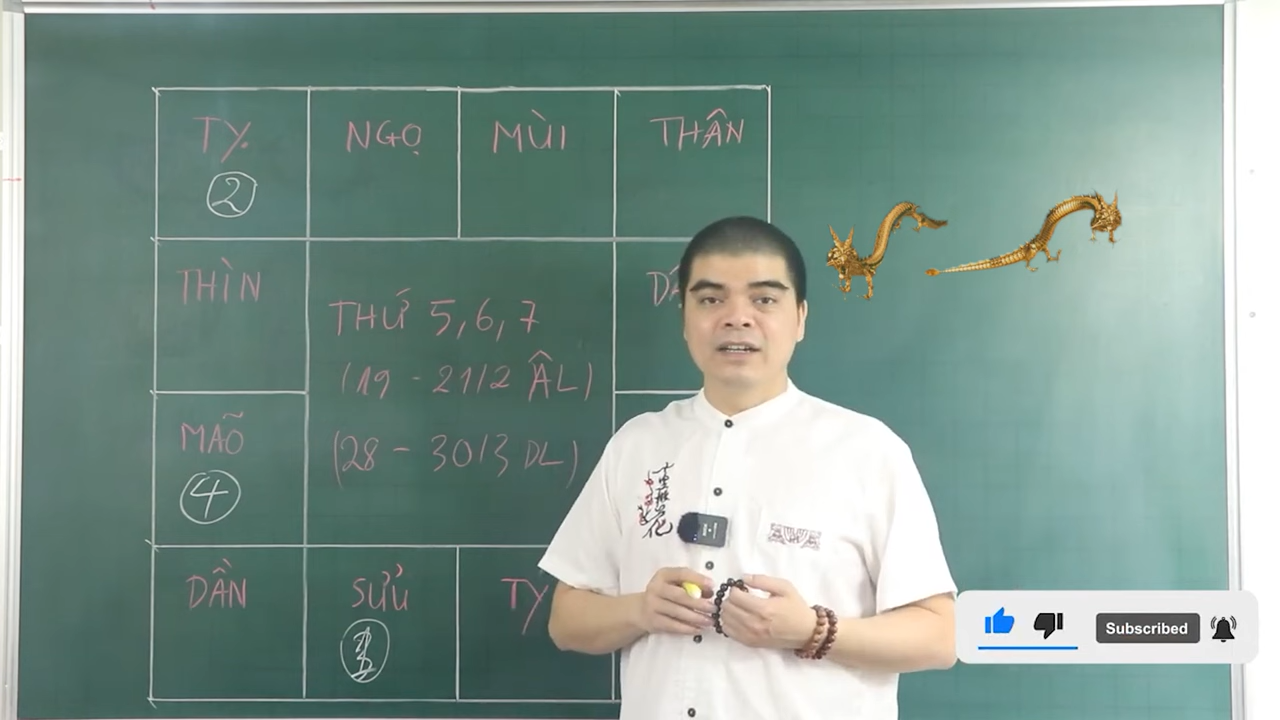 TỴ
NGỌ
MÙI
THÂN
2
THÌN
THỨ 5, 6, 7
(19 - 21/2 ÂL)
MÃO
(28 - 30/3 DL)
4
DẦN
SỬU
TÝ
Subscribed